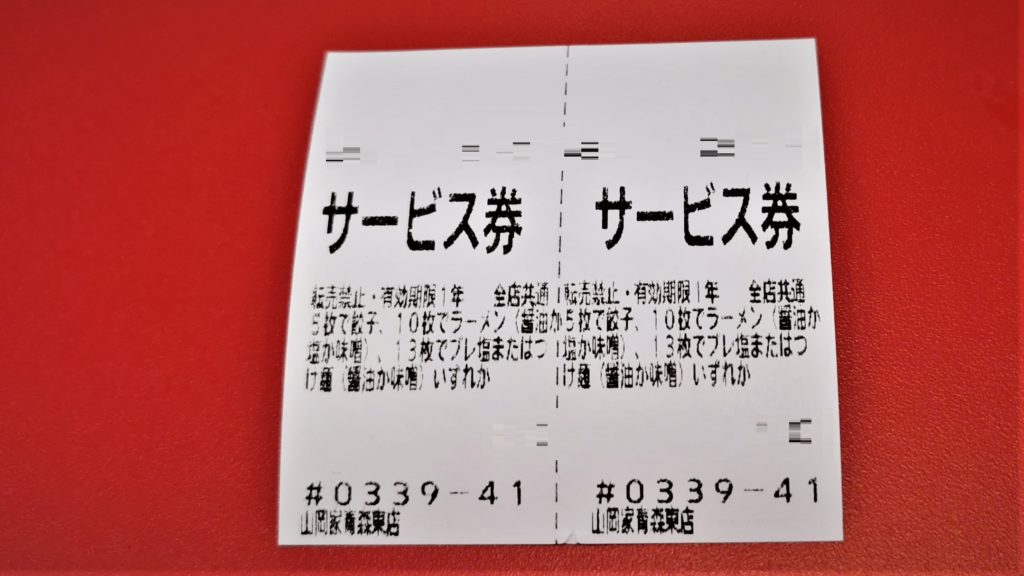 サービス券
転売禁止・有効期限1年 全店共通
5枚で餃子、10枚でラーメン（醤油か
塩か味噌）、13枚でプレ塩またはつ
け麺（醤油か味噌）いずれか
#0339-41
山岡家青森東店
サービス券
転売禁止・有効期限1年 全店共通
5枚で餃子、10枚でラーメン（醤油か
塩か味噌）、13枚でプレ塩またはつ
け麺（醤油か味噌）いずれか
#0339-41
山岡家青森東店